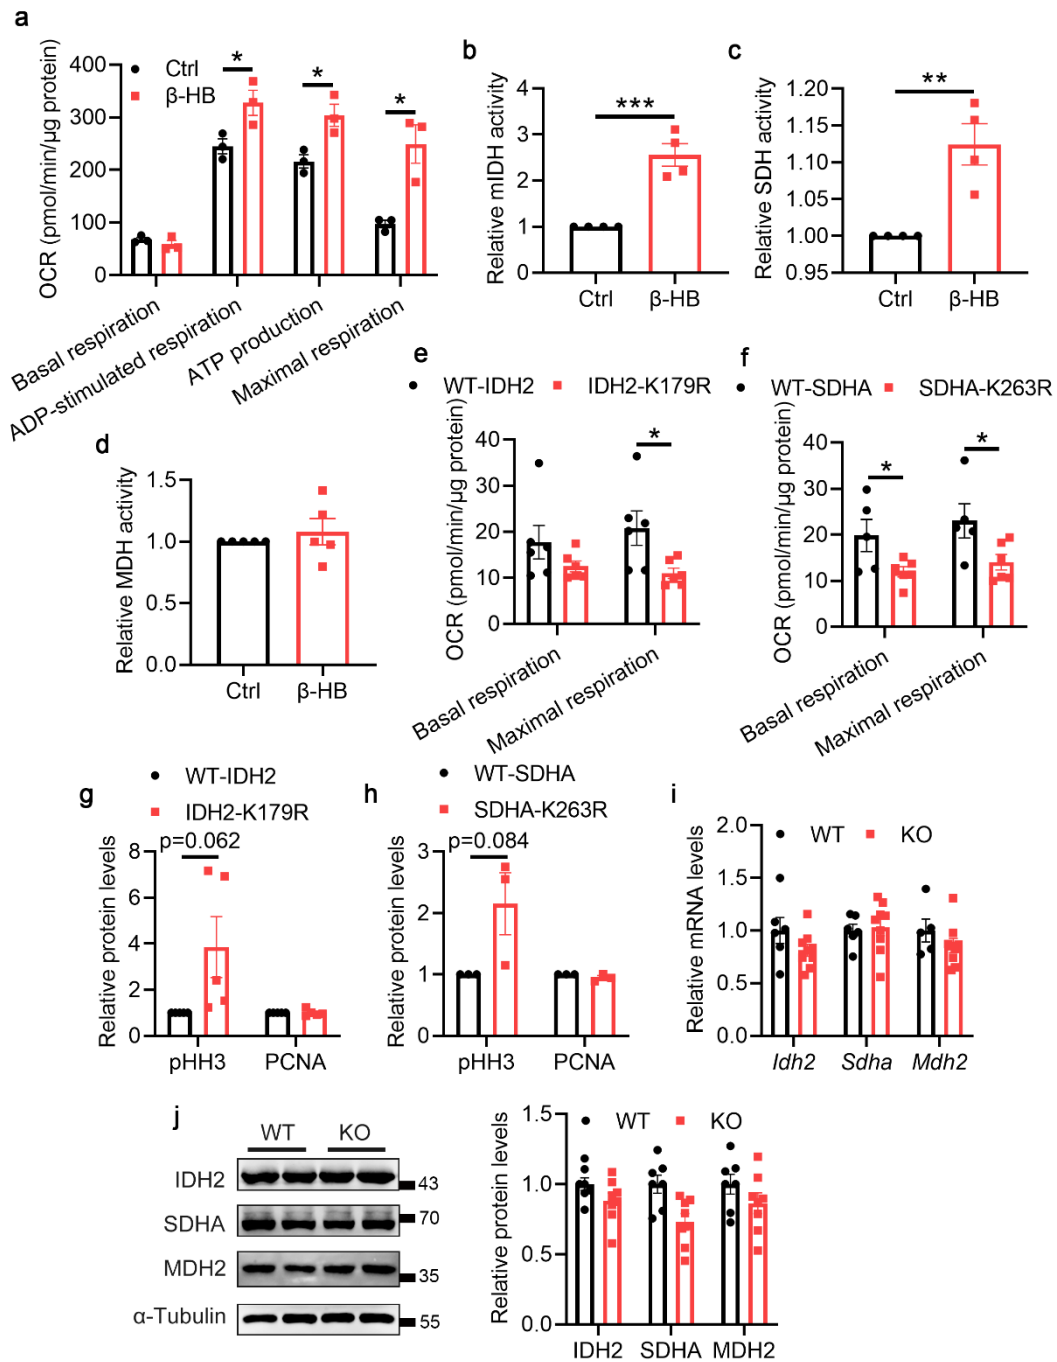 a
OCR (pmol/min/µg protein)
400
300
200
100
0
Ctrl
β-HB
*
*
*
Basal respiration
ADP-stimulated respiration
ATP production
Maximal respiration
b
Relative mIDH activity
4
3
2
1
0
***
Ctrl
β-HB
c
Relative SDH activity
1.20
1.15
1.10
1.05
1.00
0.95
**
Ctrl
β-HB
d
Relative MDH activity
1.5
1.0
0.5
0.0
Ctrl
β-HB
e
WT-IDH2
IDH2-K179R
OCR (pmol/min/µg protein)
40
30
20
10
0
*
Basal respiration
Maximal respiration
f
WT-SDHA
SDHA-K263R
OCR (pmol/min/µg protein)
40
30
20
10
0
*
*
Basal respiration
Maximal respiration
g
WT-IDH2
IDH2-K179R
Relative protein levels
8
6
4
2
0
p=0.062
pHH3
PCNA
h
WT-SDHA
SDHA-K263R
Relative protein levels
3
2
1
0
p=0.084
pHH3
PCNA
i
WT
KO
Relative mRNA levels
2.0
1.5
1.0
0.5
0.0
Idh2
Sdha
Mdh2
j
WT
KO
IDH2
43
SDHA
70
MDH2
35
α-Tubulin
55
WT
KO
Relative protein levels
1.5
1.0
0.5
0.0
IDH2
SDHA
MDH2